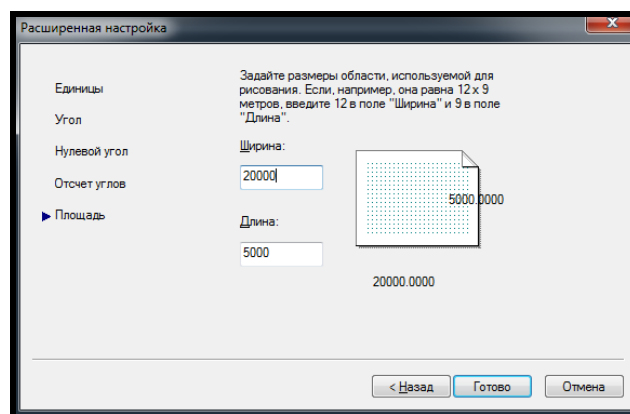 Расширенная настройка
Единицы
Угол
Нулевой угол
Отсчет углов
Площадь
Задайте размеры области, используемой для
рисования. Если, например, она равна 12 x 9
метров, введите 12 в поле "Ширина" и 9 в поле
"Длина".
Ширина:
20000
Длина:
5000
5000.0000
20000.0000
< Назад
Готово
Отмена